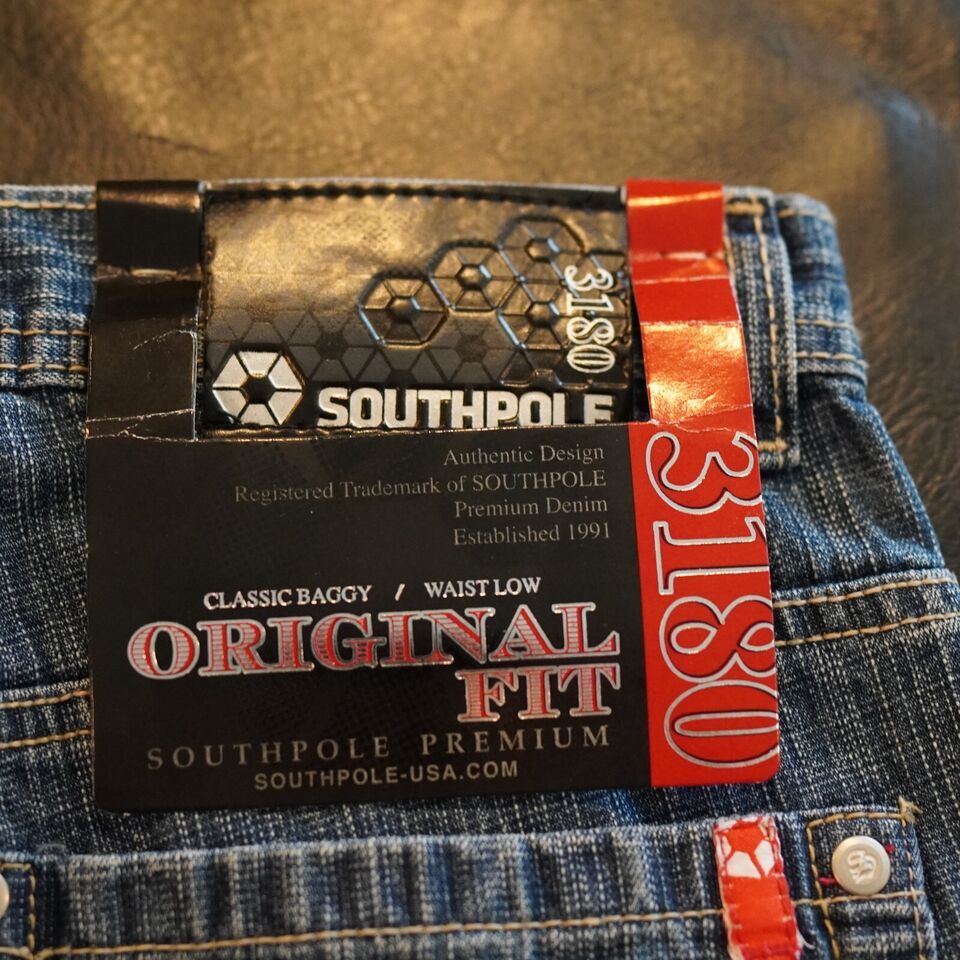 3180
SOUTHPOLE
Authentic Design
Registered Trademark of SOUTHPOLE
Premium Denim
Established 1991
CLASSIC BAGGY / WAIST LOW
ORIGINAL
FIT
SOUTHPOLE PREMIUM
SOUTHPOLE-USA.COM
3180